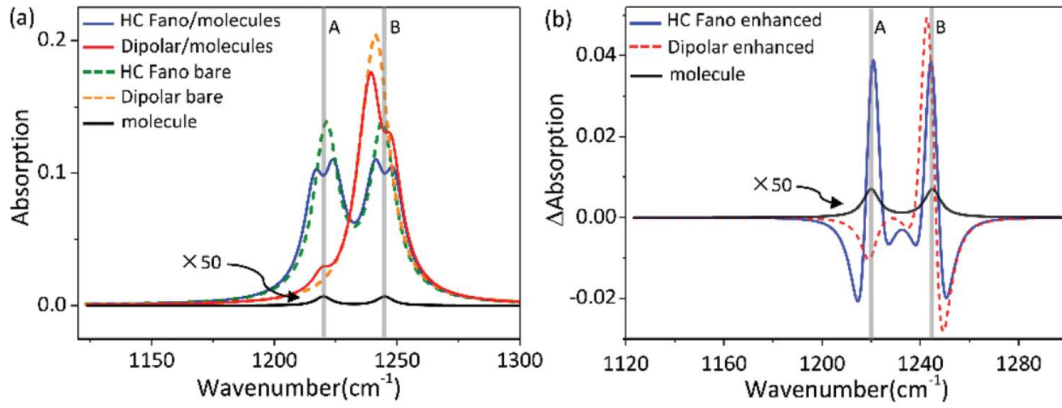 (a)
HC Fano/molecules
Dipolar/molecules
HC Fano bare
Dipolar bare
molecule
A
B
×50
0.2
0.1
0.0
Absorption
1150
1200
1250
1300
Wavenumber(cm⁻¹)
(b)
HC Fano enhanced
Dipolar enhanced
molecule
A
B
×50
0.04
0.02
0.00
-0.02
ΔAbsorption
1120
1160
1200
1240
1280
Wavenumber(cm⁻¹)